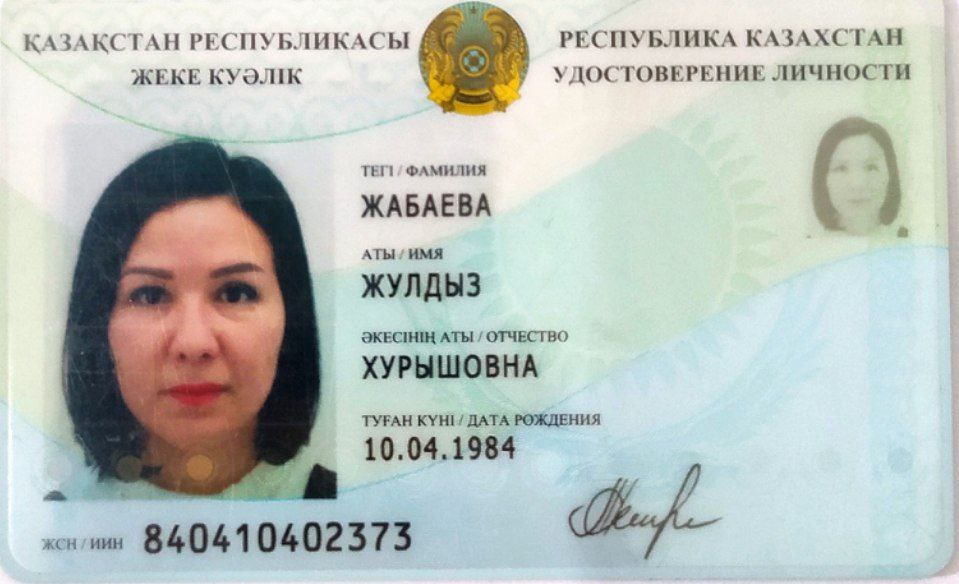 ҚАЗАҚСТАН РЕСПУБЛИКАСЫ
ЖЕКЕ КУӘЛІК
РЕСПУБЛИКА КАЗАХСТАН
УДОСТОВЕРЕНИЕ ЛИЧНОСТИ
ТЕГІ / ФАМИЛИЯ
ЖАБАЕВА
АТЫ / ИМЯ
ЖУЛДЫЗ
ӘКЕСІНІҢ АТЫ / ОТЧЕСТВО
ХУРЫШОВНА
ТУҒАН КҮНІ / ДАТА РОЖДЕНИЯ
10.04.1984
ЖСН / ИИН 840410402373